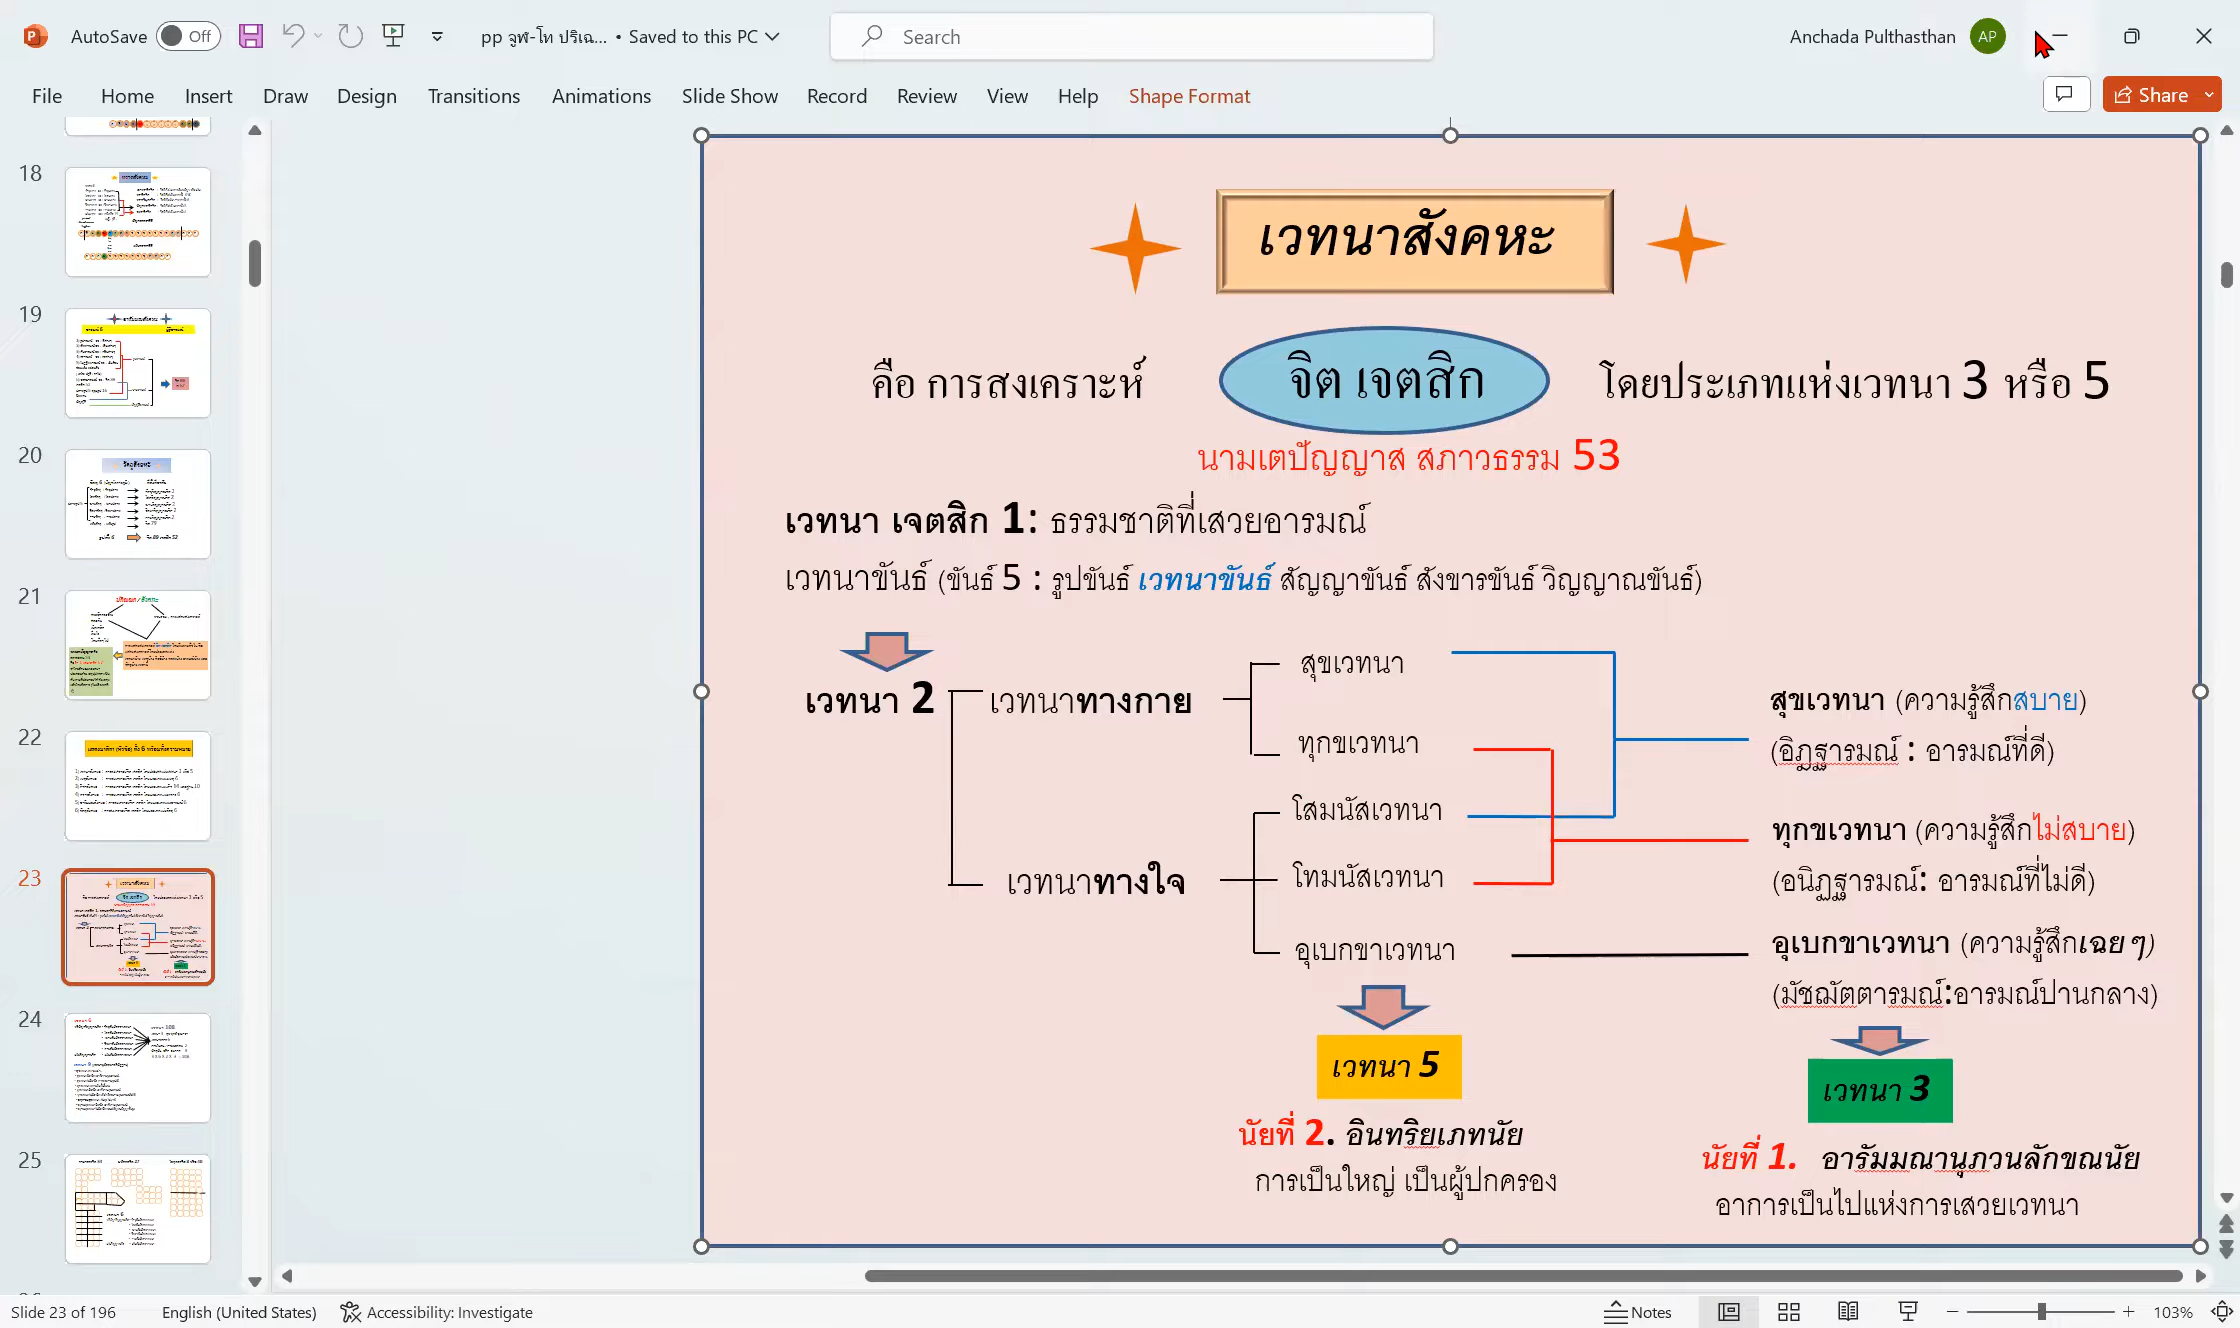 AutoSave Off pp จูฬ-โท ปริเฉ... • Saved to this PC Search Anchada Pulthasthan AP
File Home Insert Draw Design Transitions Animations Slide Show Record Review View Help Shape Format Share
18
19
20
21
22
23
24
25
เวทนาสังคหะ
คือ การสงเคราะห์ จิต เจตสิก โดยประเภทแห่งเวทนา 3 หรือ 5
นามเตปัญญาส สภาวธรรม 53
เวทนา เจตสิก 1: ธรรมชาติที่เสวยอารมณ์
เวทนาขันธ์ (ขันธ์ 5 : รูปขันธ์ เวทนาขันธ์ สัญญาขันธ์ สังขารขันธ์ วิญญาณขันธ์)
เวทนา 2
เวทนาทางกาย
สุขเวทนา
ทุกขเวทนา
เวทนาทางใจ
โสมนัสเวทนา
โทมนัสเวทนา
อุเบกขาเวทนา
สุขเวทนา (ความรู้สึกสบาย)
(อิฏฐารมณ์ : อารมณ์ที่ดี)
ทุกขเวทนา (ความรู้สึกไม่สบาย)
(อนิฏฐารมณ์: อารมณ์ที่ไม่ดี)
อุเบกขาเวทนา (ความรู้สึกเฉย ๆ)
(มัชฌัตตารมณ์:อารมณ์ปานกลาง)
เวทนา 5
นัยที่ 2. อินทริยเภทนัย
การเป็นใหญ่ เป็นผู้ปกครอง
เวทนา 3
นัยที่ 1. อารัมมณานุภวนลักขณนัย
อาการเป็นไปแห่งการเสวยเวทนา
Slide 23 of 196 English (United States) Accessibility: Investigate Notes 103%